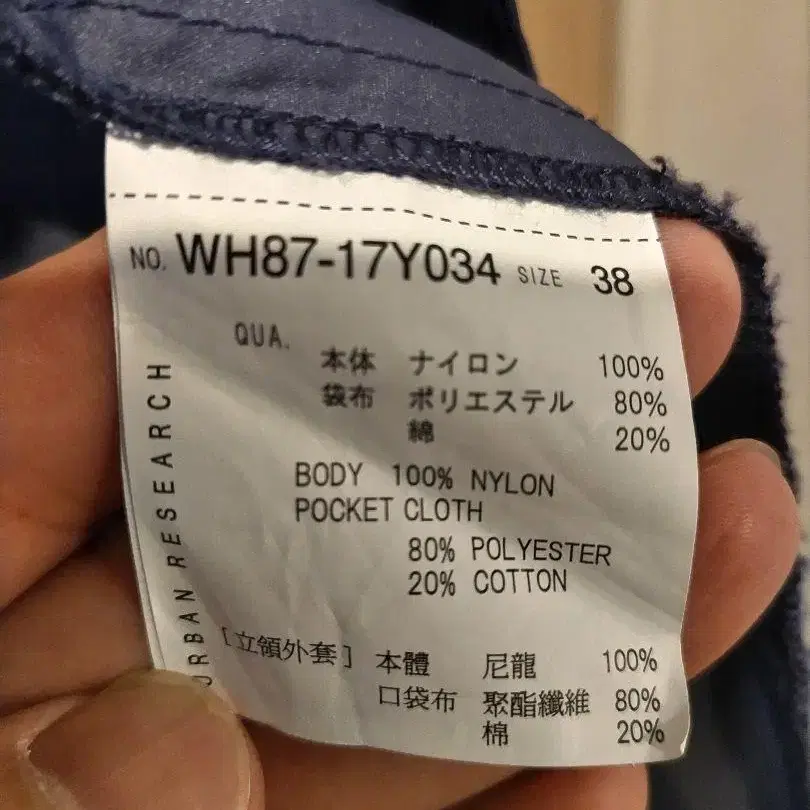 NO. WH87-17Y034 SIZE 38
QUA.
本体 ナイロン 100%
袋布 ポリエステル 80%
綿 20%
BODY 100% NYLON
POCKET CLOTH
80% POLYESTER
20% COTTON
[立領外套] 本體 尼龍 100%
口袋布 聚酯纖維 80%
棉 20%
URBAN RESEARCH